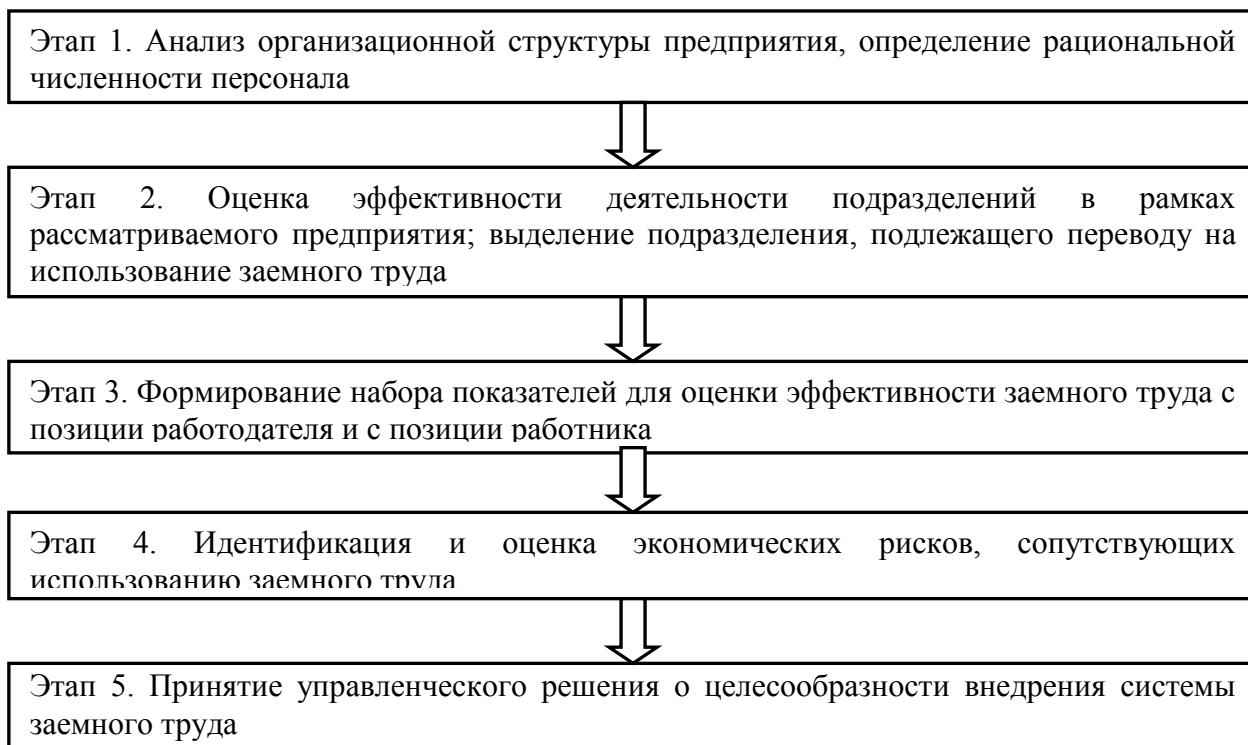 Этап 1. Анализ организационной структуры предприятия, определение рациональной
численности персонала
Этап 2. Оценка эффективности деятельности подразделений в рамках
рассматриваемого предприятия; выделение подразделения, подлежащего переводу на
использование заемного труда
Этап 3. Формирование набора показателей для оценки эффективности заемного труда с
позиции работодателя и с позиции работника
Этап 4. Идентификация и оценка экономических рисков, сопутствующих
использованию заемного труда
Этап 5. Принятие управленческого решения о целесообразности внедрения системы
заемного труда